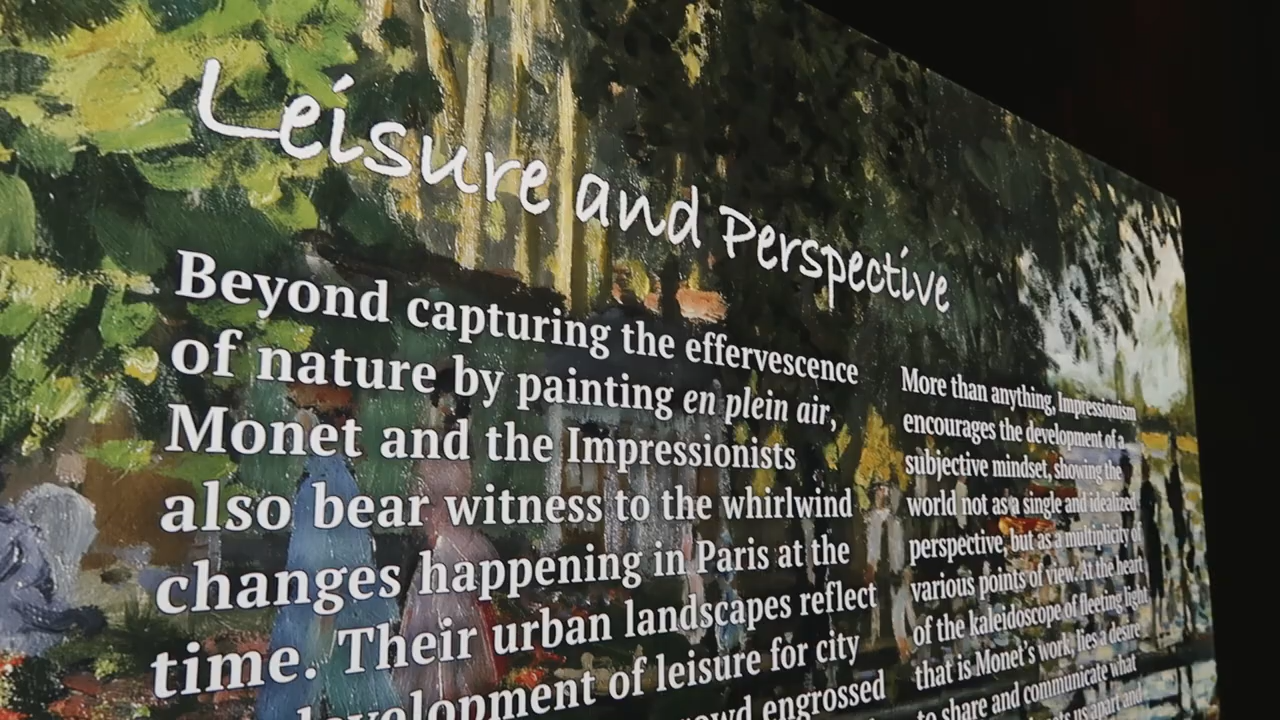 Leisure and Perspective
Beyond capturing the effervescence
of nature by painting en plein air,
Monet and the Impressionists
also bear witness to the whirlwind
changes happening in Paris at the
time. Their urban landscapes reflect
of leisure for city
engrossed
More than anything, Impressionism
encourages the development of a
subjective mindset, showing the
world not as a single and idealized
perspective, but as a multiplicity of
various points of view. At the heart
of the kaleidoscope of fleeting light
that is Monet's work, lies a desire
to share and communicate what
us apart and